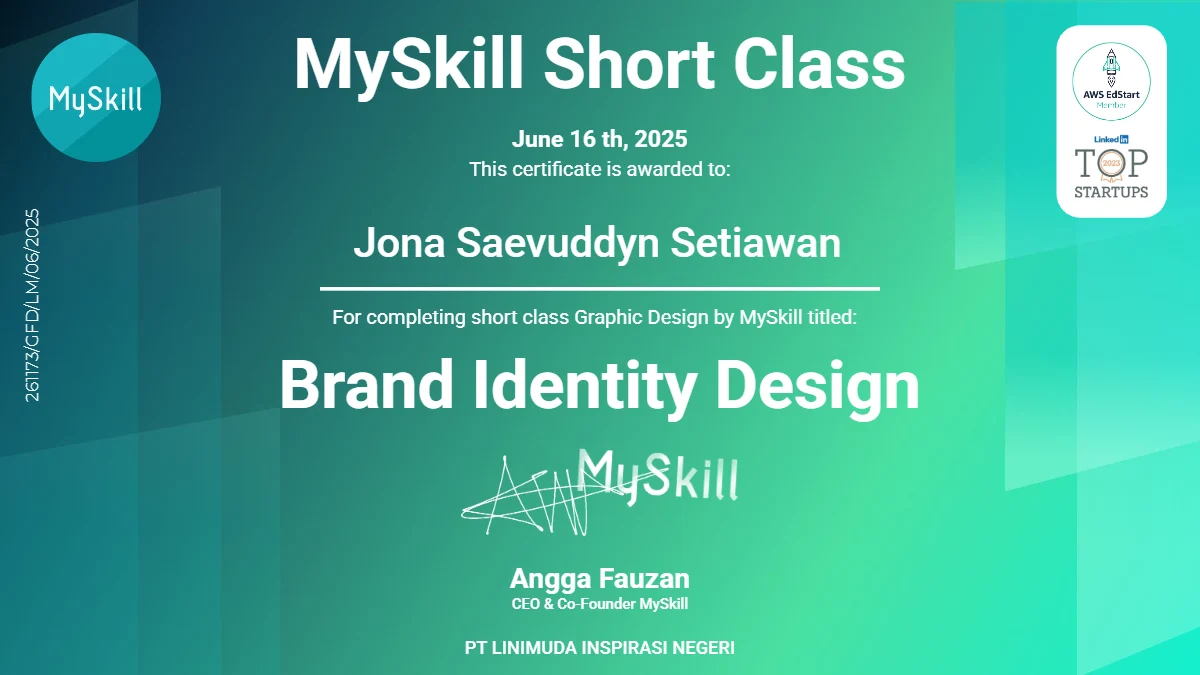 MySkill
MySkill Short Class
AWS EdStart
Member
LinkedIn
TOP
2023
STARTUPS
June 16 th, 2025
This certificate is awarded to:
Jona Saevuddyn Setiawan
For completing short class Graphic Design by MySkill titled:
Brand Identity Design
MySkill
Angga Fauzan
CEO & Co-Founder MySkill
PT LINIMUDA INSPIRASI NEGERI
261173/GFD/LM/06/2025